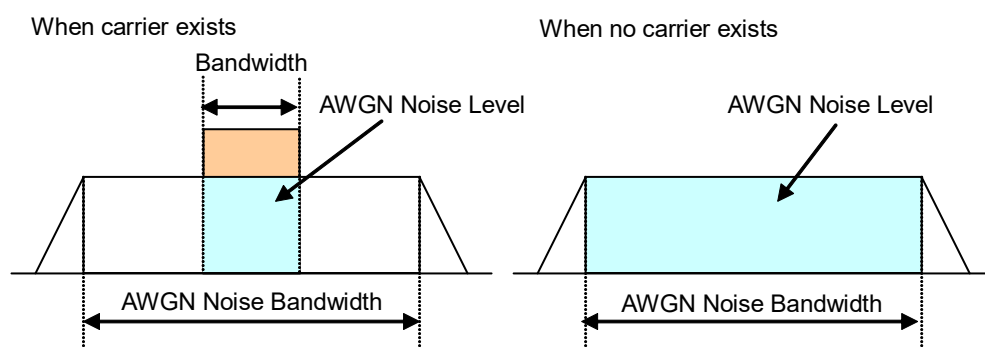 When carrier exists
Bandwidth
AWGN Noise Level
AWGN Noise Bandwidth
When no carrier exists
AWGN Noise Level
AWGN Noise Bandwidth